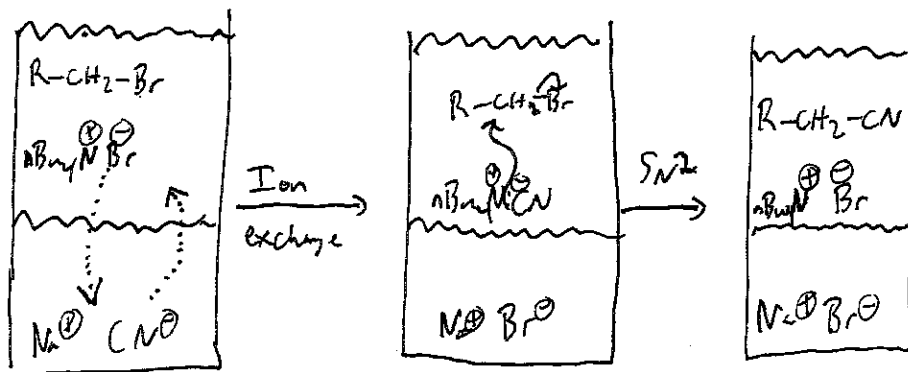 R-CH₂-Br
nBu₄N⊕ Br⊖
Na⊕ CN⊖
Ion
exchange
R-CH₂-Br
nBu₄N⊕ ⊖CN
Na⊕ Br⊖
SN2
R-CH₂-CN
nBu₄N⊕ Br⊖
Na⊕ Br⊖